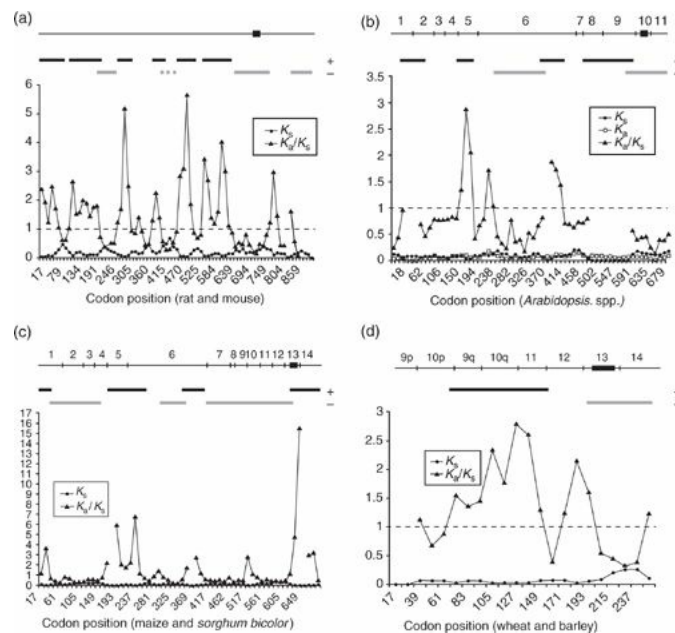 (a)
+
−
6
5
4
3
2
1
0
Ks
Ka/Ks
17 79 134 191 246 305 360 415 470 525 584 639 694 749 804 859
Codon position (rat and mouse)
(b)
1 2 3 4 5 6 7 8 9 10 11
+
−
3.5
3
2.5
2
1.5
1
0.5
0
Ks
Ka
Ka/Ks
18 62 106 150 194 238 282 326 370 414 458 502 547 591 635 679
Codon position (Arabidopsis. spp.)
(c)
1 2 3 4 5 6 7 8 910 11 12 13 14
+
−
17
16
15
14
13
12
11
10
9
8
7
6
5
4
3
2
1
0
Ks
Ka/Ks
17 61 105 149 193 237 281 325 369 417 462 517 561 605 649
Codon position (maize and sorghum bicolor)
(d)
9p 10p 9q 10q 11 12 13 14
3
2.5
2
1.5
1
0.5
0
Ks
Ka/Ks
17 39 61 83 105 127 149 171 193 215 237
Codon position (wheat and barley)